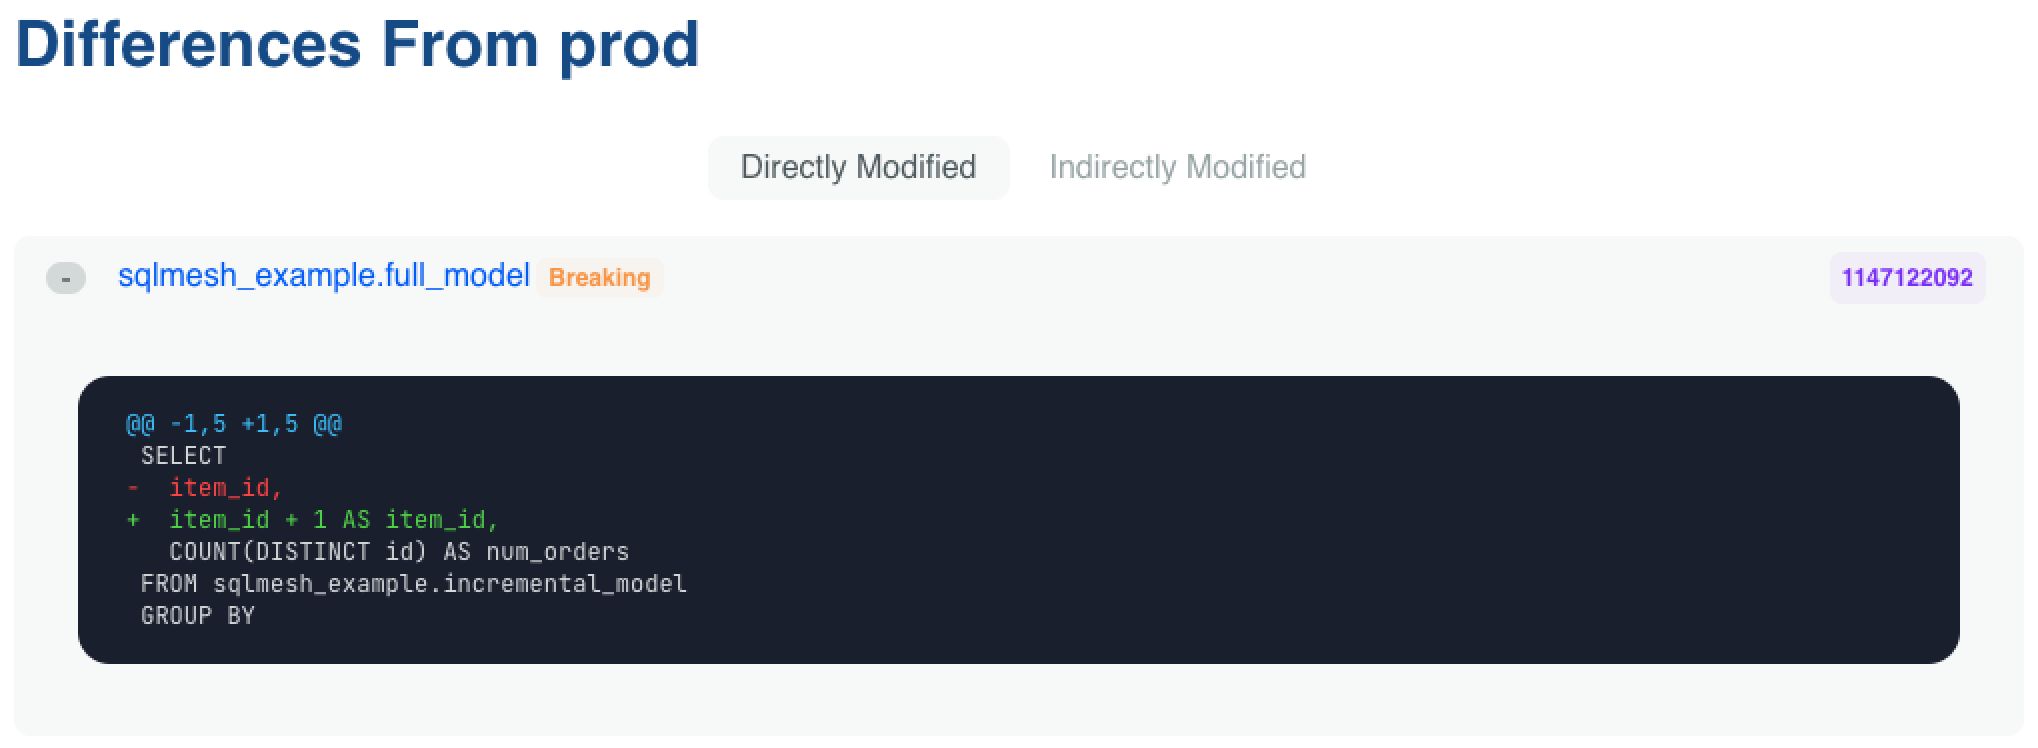 Differences From prod
Directly Modified Indirectly Modified
- sqlmesh_example.full_model Breaking 1147122092
@@ -1,5 +1,5 @@
 SELECT
-  item_id,
+  item_id + 1 AS item_id,
   COUNT(DISTINCT id) AS num_orders
 FROM sqlmesh_example.incremental_model
 GROUP BY